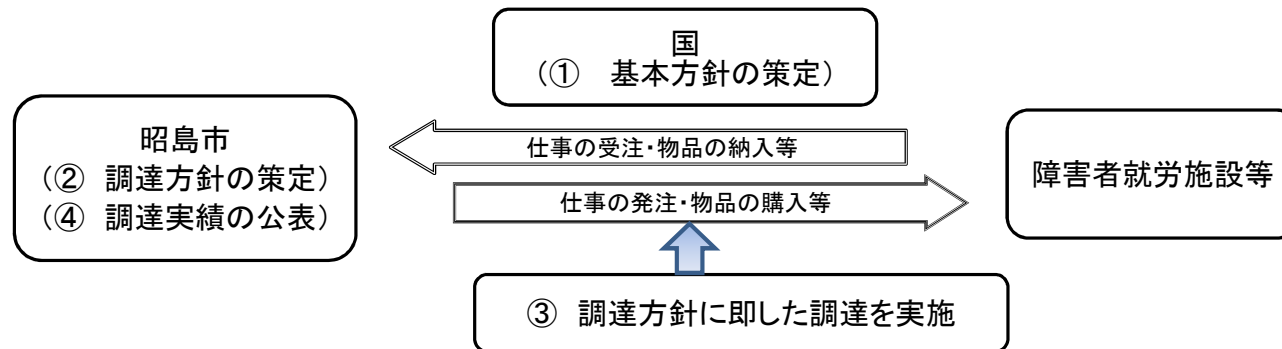 国
（① 基本方針の策定）
昭島市
（② 調達方針の策定）
（④ 調達実績の公表）
仕事の受注・物品の納入等
仕事の発注・物品の購入等
障害者就労施設等
③ 調達方針に即した調達を実施